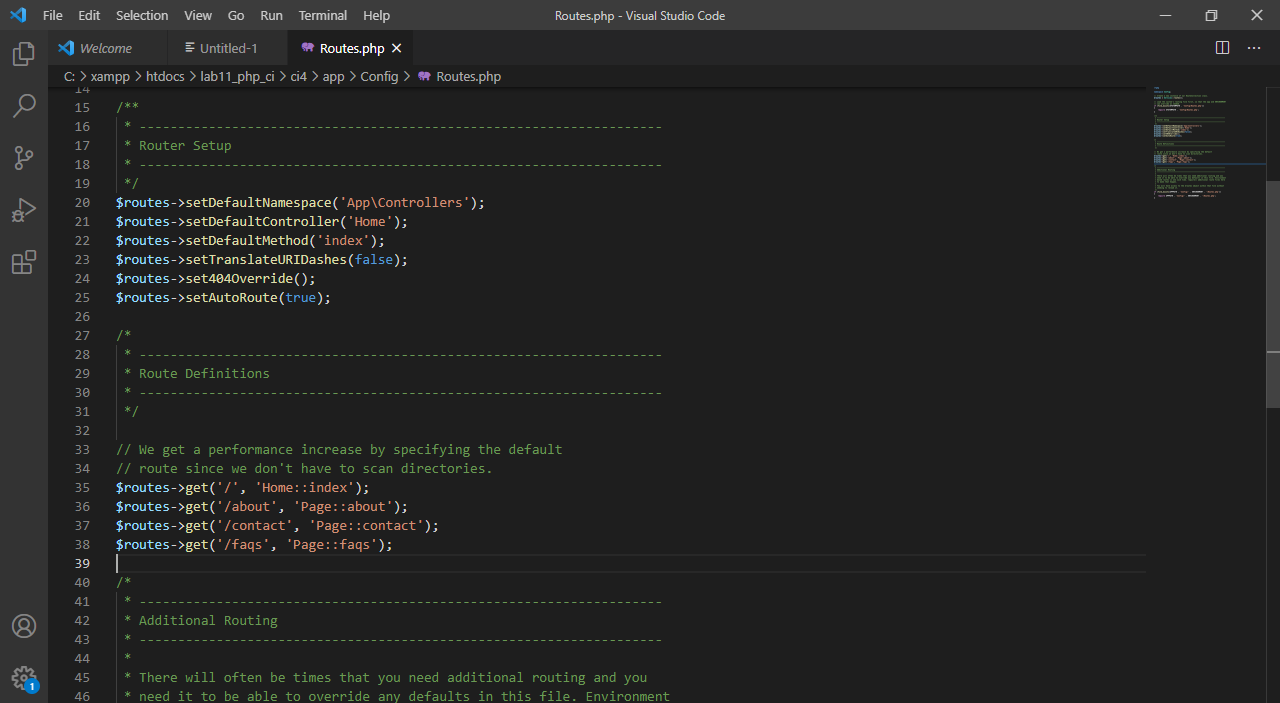 File Edit Selection View Go Run Terminal Help Routes.php - Visual Studio Code
Welcome Untitled-1 Routes.php
C: > xampp > htdocs > lab11_php_ci > ci4 > app > Config > Routes.php
14
15 /**
16  * --------------------------------------------------------------------
17  * Router Setup
18  * --------------------------------------------------------------------
19  */
20 $routes->setDefaultNamespace('App\Controllers');
21 $routes->setDefaultController('Home');
22 $routes->setDefaultMethod('index');
23 $routes->setTranslateURIDashes(false);
24 $routes->set404Override();
25 $routes->setAutoRoute(true);
26
27 /*
28  * --------------------------------------------------------------------
29  * Route Definitions
30  * --------------------------------------------------------------------
31  */
32
33 // We get a performance increase by specifying the default
34 // route since we don't have to scan directories.
35 $routes->get('/', 'Home::index');
36 $routes->get('/about', 'Page::about');
37 $routes->get('/contact', 'Page::contact');
38 $routes->get('/faqs', 'Page::faqs');
39
40 /*
41  * --------------------------------------------------------------------
42  * Additional Routing
43  * --------------------------------------------------------------------
44  *
45  * There will often be times that you need additional routing and you
46  * need it to be able to override any defaults in this file. Environment
1